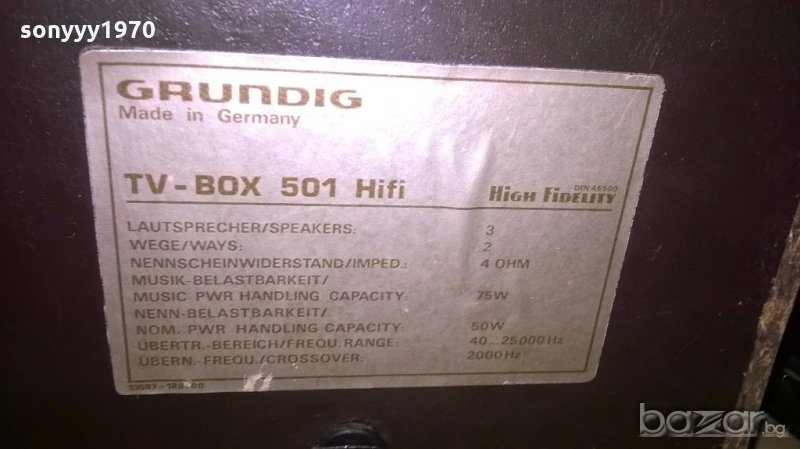 sonyyy1970
GRUNDIG
Made in Germany
TV-BOX 501 Hifi
DIN 45500
HIGH FIDELITY
LAUTSPRECHER/SPEAKERS: 3
WEGE/WAYS: 2
NENNSCHEINWIDERSTAND/IMPED.: 4 OHM
MUSIK-BELASTBARKEIT/
MUSIC PWR HANDLING CAPACITY: 75W
NENN-BELASTBARKEIT/
NOM. PWR HANDLING CAPACITY: 50W
ÜBERTR.-BEREICH/FREQU. RANGE: 40...25000 Hz
ÜBERN.-FREQU./CROSSOVER: 2000 Hz
bazar.bg